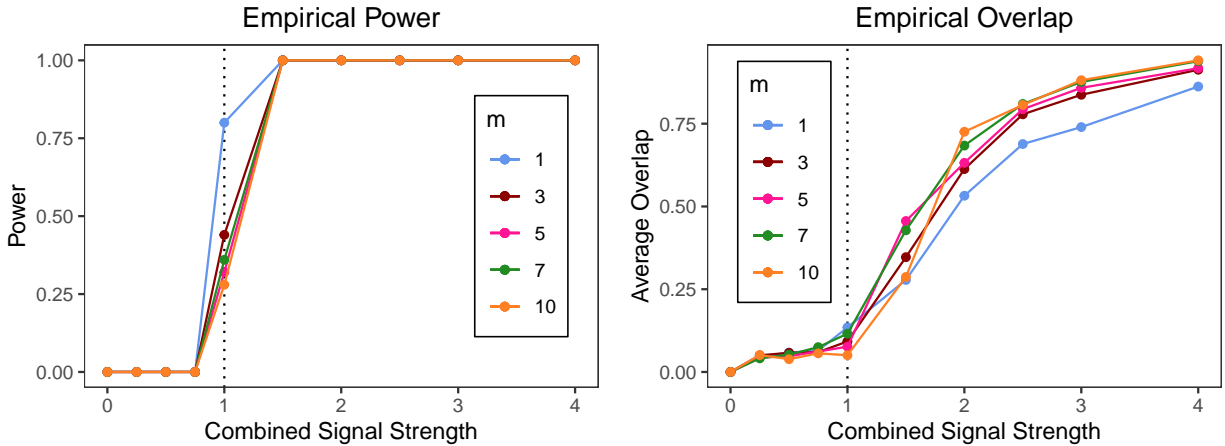 Empirical Power
Power
1.00
0.75
0.50
0.25
0.00
0 1 2 3 4
Combined Signal Strength
m
1
3
5
7
10
Empirical Overlap
Average Overlap
0.75
0.50
0.25
0.00
0 1 2 3 4
Combined Signal Strength
m
1
3
5
7
10